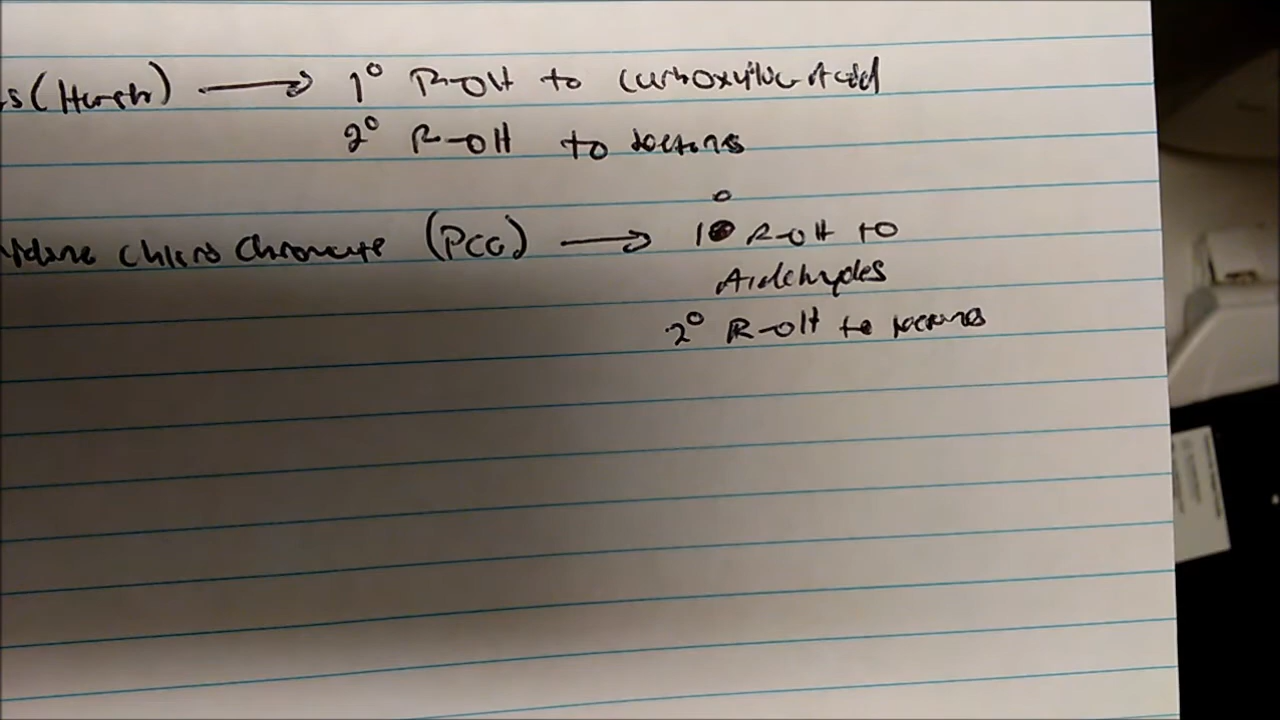 s (Harsh) → 1° R-OH to Carboxylic Acid
2° R-OH to ketones
Chloro Chromate (PCC) → 1° R-OH to
Aldehydes
2° R-OH to ketones